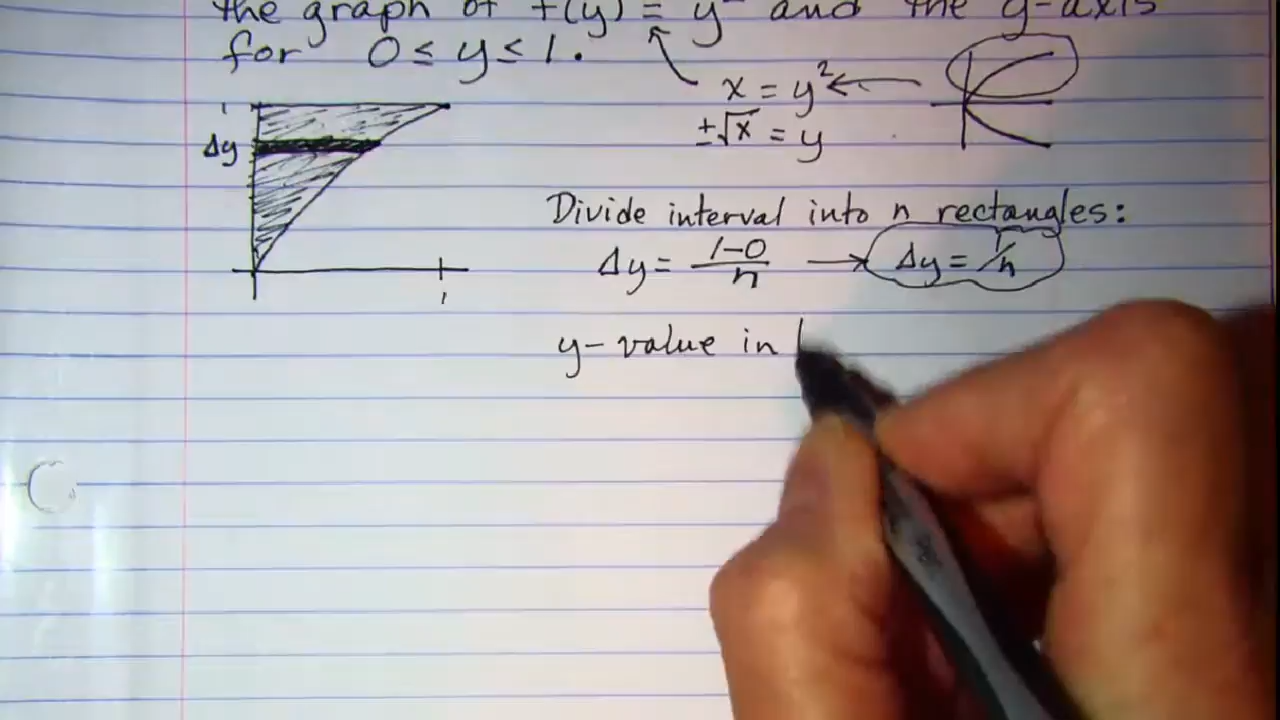 the graph of f(y) = y² and the y-axis
for 0 ≤ y ≤ 1.
x = y²
±√x = y
1
Δy
1
Divide interval into n rectangles:
Δy = (1-0)/n → Δy = 1/n
y-value in